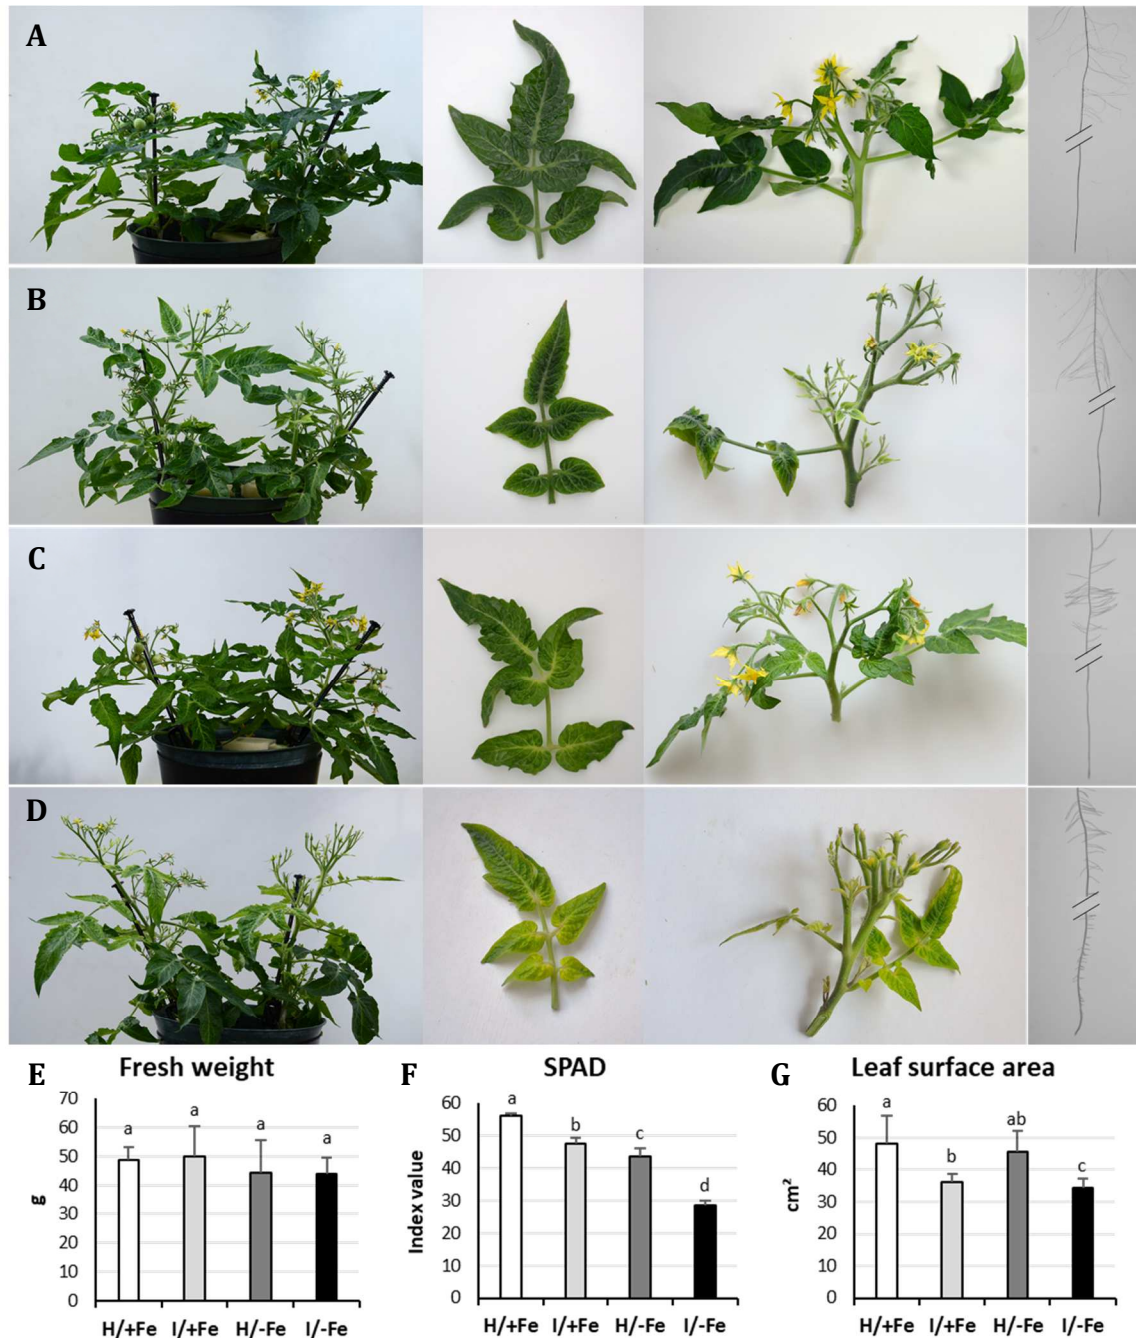 A
B
C
D
E Fresh weight
70
60
50
40
30
20
10
0
g
a a a a
H/+Fe I/+Fe H/-Fe I/-Fe
F SPAD
60
50
40
30
20
10
0
Index value
a b c d
H/+Fe I/+Fe H/-Fe I/-Fe
G Leaf surface area
60
50
40
30
20
10
0
cm²
a b ab c
H/+Fe I/+Fe H/-Fe I/-Fe